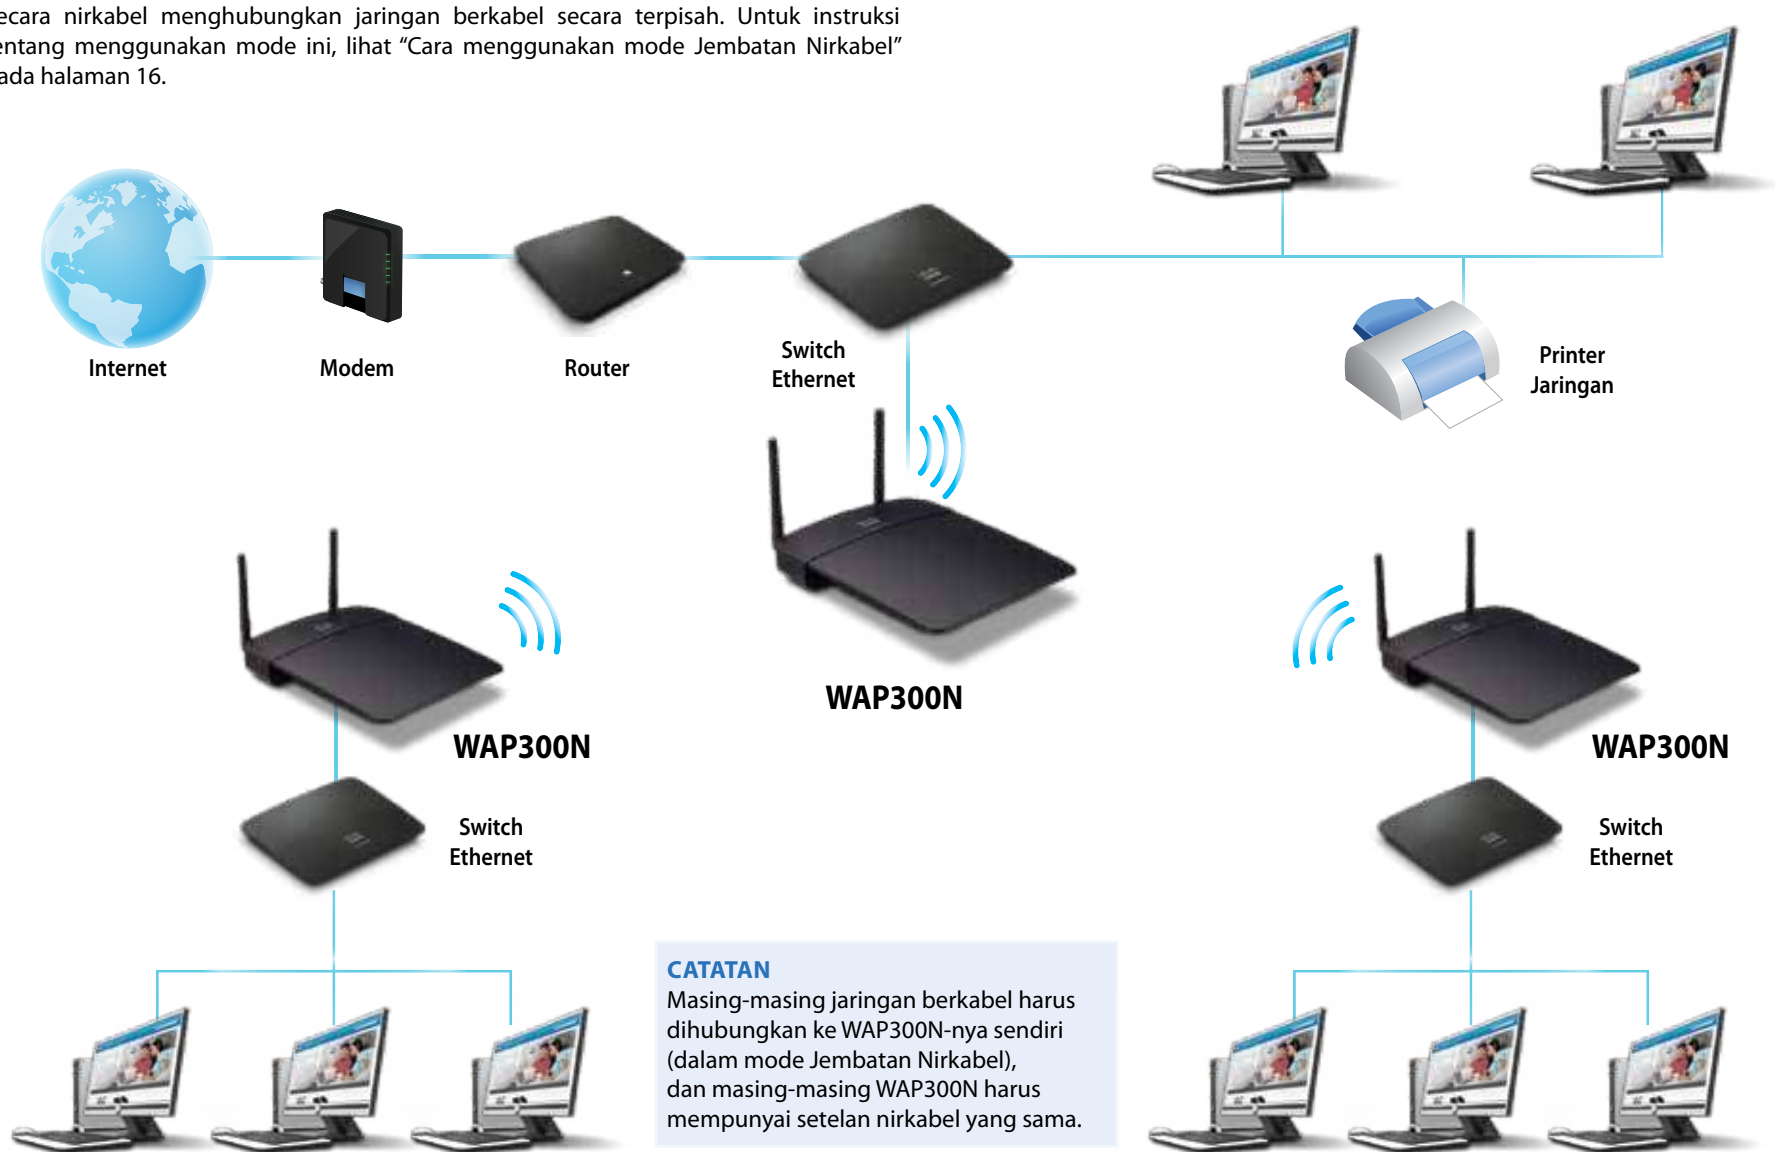 ecara nirkabel menghubungkan jaringan berkabel secara terpisah. Untuk instruksi
entang menggunakan mode ini, lihat “Cara menggunakan mode Jembatan Nirkabel”
ada halaman 16.
Internet
Modem
Router
Switch
Ethernet
Printer
Jaringan
WAP300N
WAP300N
WAP300N
Switch
Ethernet
Switch
Ethernet
CATATAN
Masing-masing jaringan berkabel harus
dihubungkan ke WAP300N-nya sendiri
(dalam mode Jembatan Nirkabel),
dan masing-masing WAP300N harus
mempunyai setelan nirkabel yang sama.